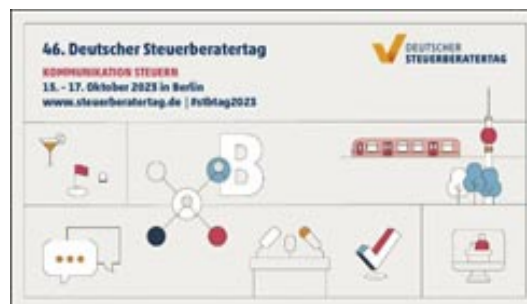 46. Deutscher Steuerberatertag
KOMMUNIKATION STEUERN
15. - 17. Oktober 2023 in Berlin
www.steuerberatertag.de | #stbtag2023
DEUTSCHER
STEUERBERATERTAG
B